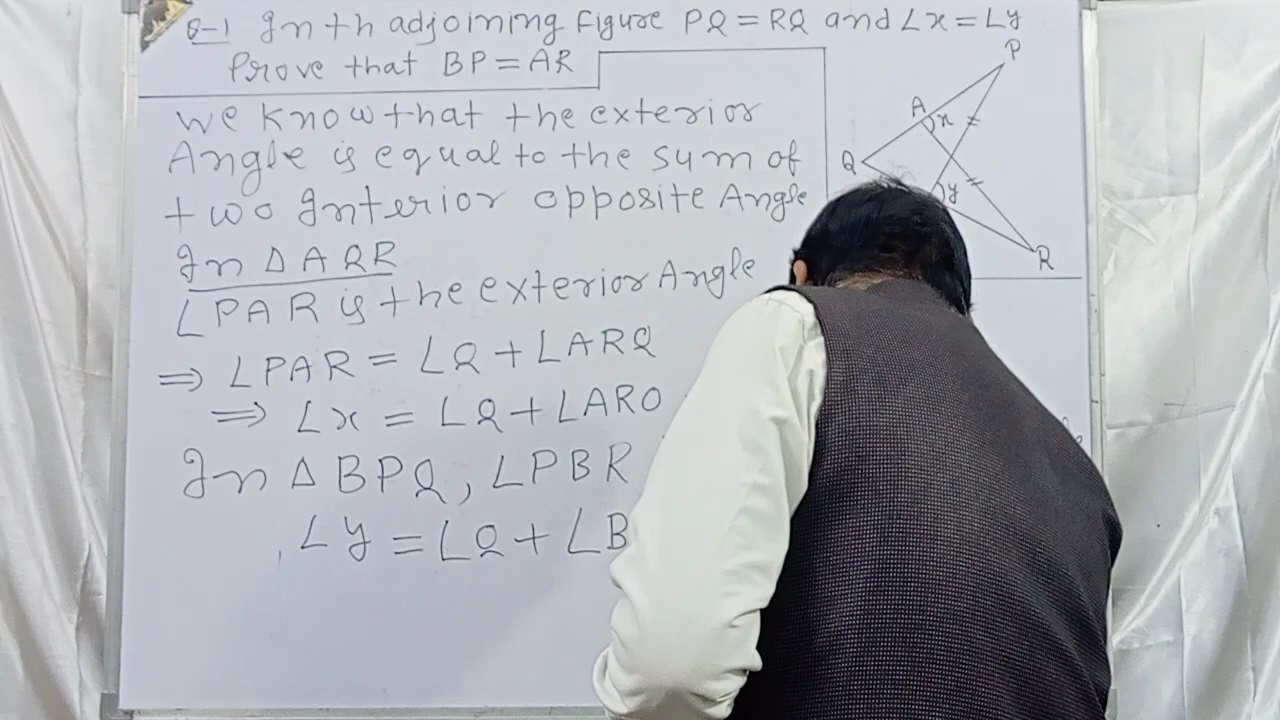 Q-1 In th adjoining Figure PQ = RQ and ∠x = ∠y
Prove that BP = AR
We know that the exterior
Angle is equal to the sum of
two Interior opposite Angle
In △ AQR
∠PAR is the exterior Angle
⇒ ∠PAR = ∠Q + ∠ARQ
⇒ ∠x = ∠Q + ∠ARQ
In △ BPQ, ∠PBR
∠y = ∠Q + ∠B
P
A
x
Q
y
R